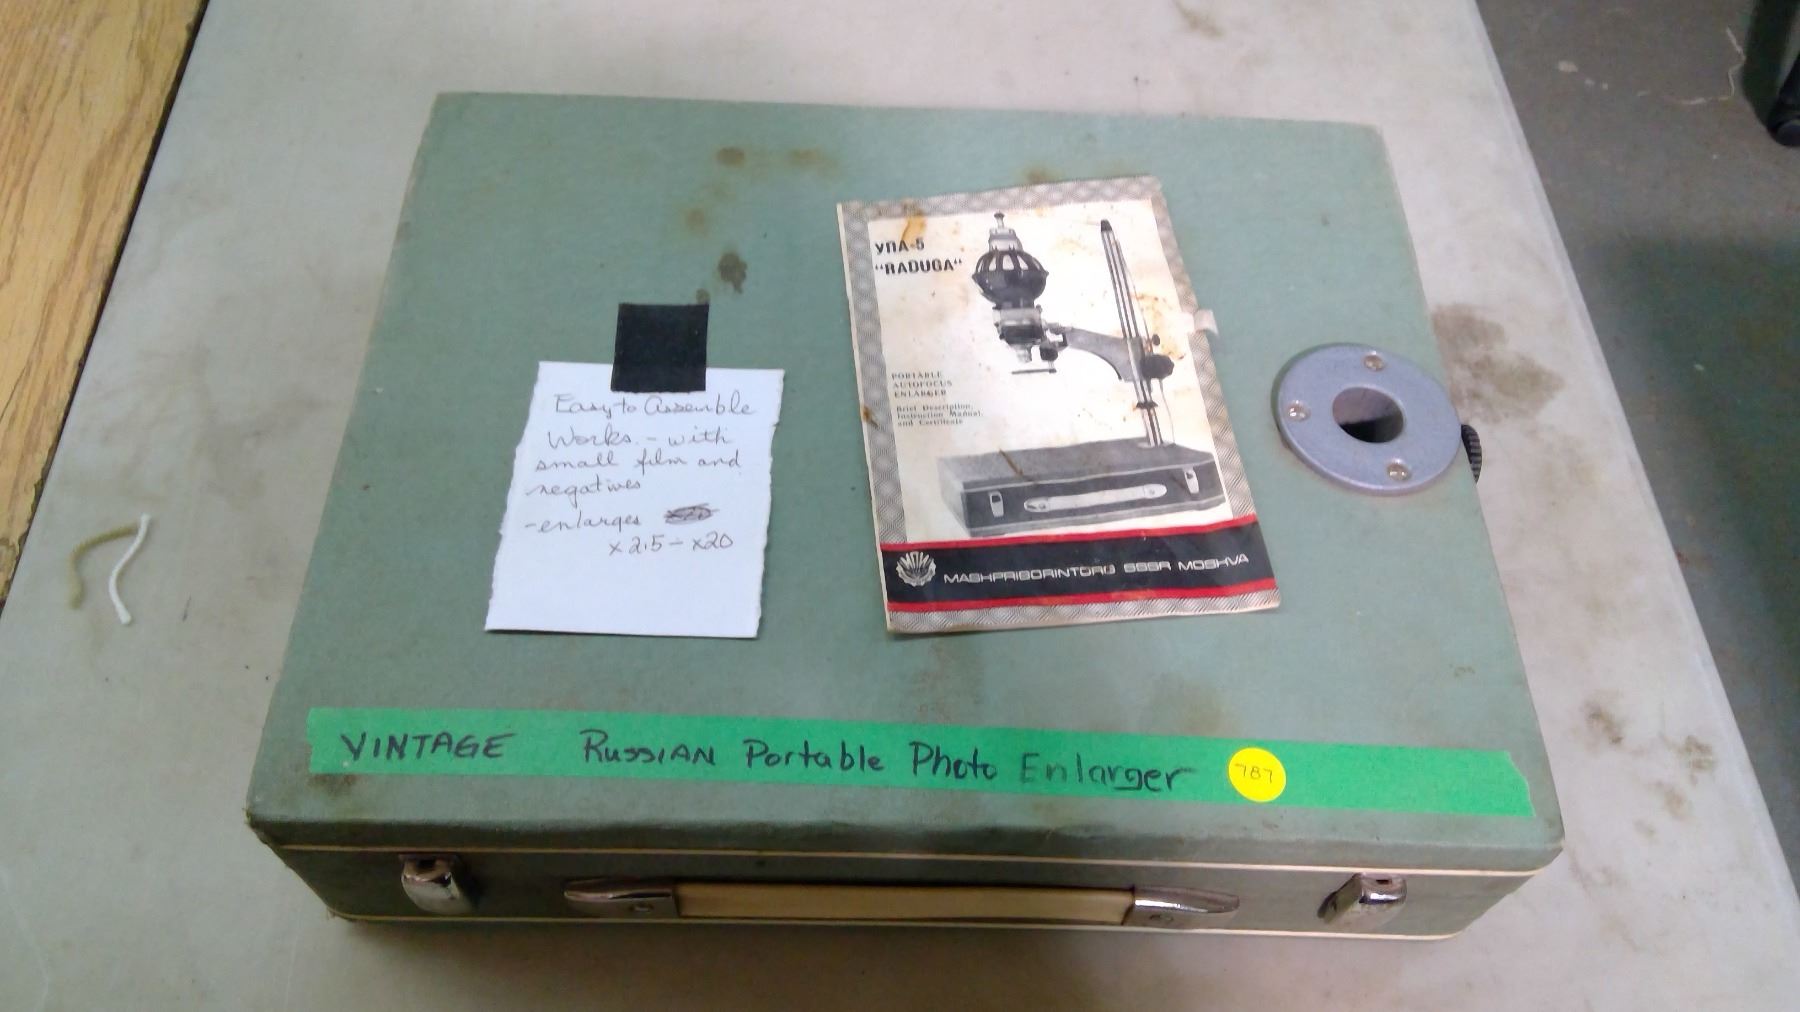 УПА-5
"RADUGA"
PORTABLE
AUTOFOCUS
ENLARGER
Brief Description,
Instruction Manual,
and Certificate
MASHPRIBORINTORG SSSR MOSKVA
Easy to Assemble
Works. - with
small film and
negatives
- enlarges
x 2.5 - x20
VINTAGE Russian Portable Photo Enlarger 787